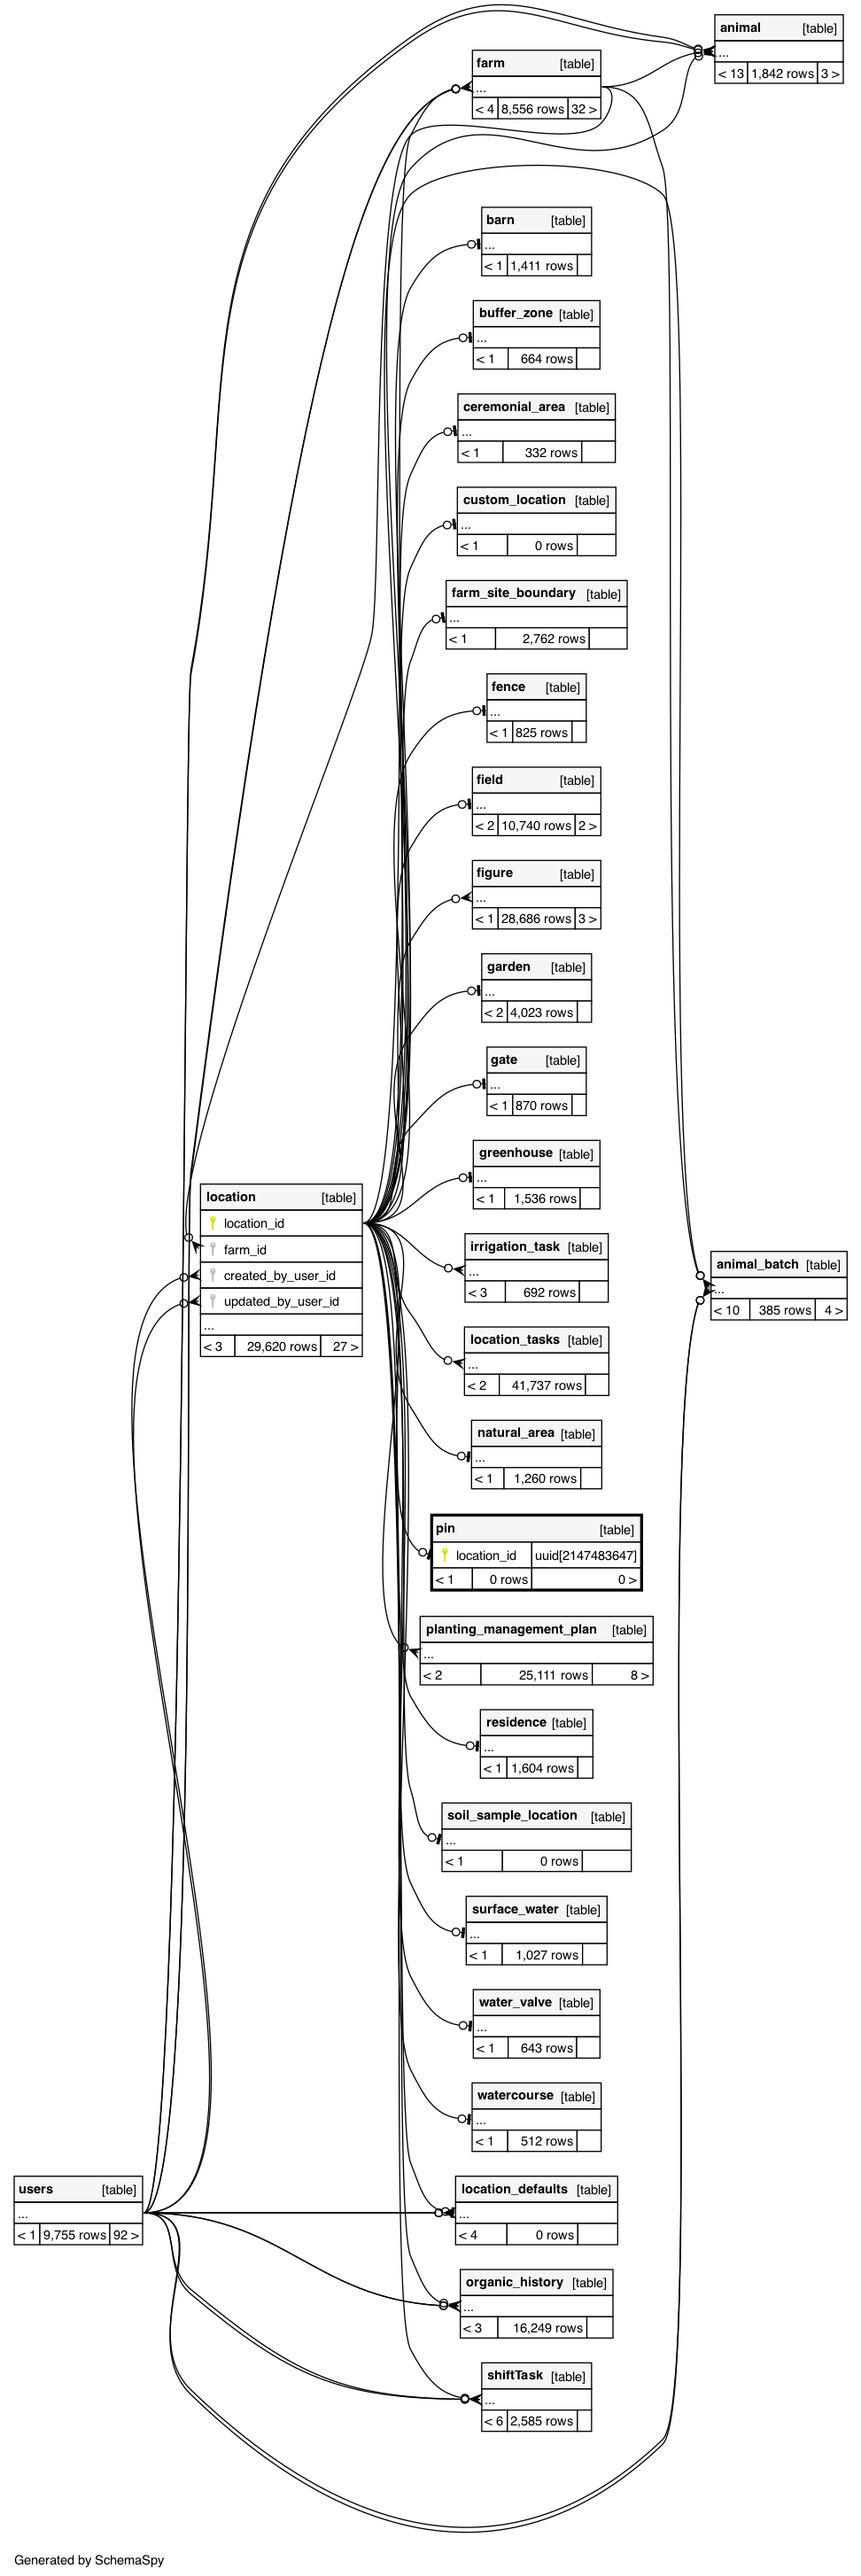 animal [table]
...
< 13 1,842 rows 3 >
farm [table]
...
< 4 8,556 rows 32 >
barn [table]
...
< 1 1,411 rows
buffer_zone [table]
...
< 1 664 rows
ceremonial_area [table]
...
< 1 332 rows
custom_location [table]
...
< 1 0 rows
farm_site_boundary [table]
...
< 1 2,762 rows
fence [table]
...
< 1 825 rows
field [table]
...
< 2 10,740 rows 2 >
figure [table]
...
< 1 28,686 rows 3 >
garden [table]
...
< 2 4,023 rows
gate [table]
...
< 1 870 rows
greenhouse [table]
...
< 1 1,536 rows
location [table]
location_id
farm_id
created_by_user_id
updated_by_user_id
...
< 3 29,620 rows 27 >
irrigation_task [table]
...
< 3 692 rows
animal_batch [table]
...
< 10 385 rows 4 >
location_tasks [table]
...
< 2 41,737 rows
natural_area [table]
...
< 1 1,260 rows
pin [table]
location_id uuid[2147483647]
< 1 0 rows 0 >
planting_management_plan [table]
...
< 2 25,111 rows 8 >
residence [table]
...
< 1 1,604 rows
soil_sample_location [table]
...
< 1 0 rows
surface_water [table]
...
< 1 1,027 rows
water_valve [table]
...
< 1 643 rows
watercourse [table]
...
< 1 512 rows
users [table]
...
< 1 9,755 rows 92 >
location_defaults [table]
...
< 4 0 rows
organic_history [table]
...
< 3 16,249 rows
shiftTask [table]
...
< 6 2,585 rows
Generated by SchemaSpy